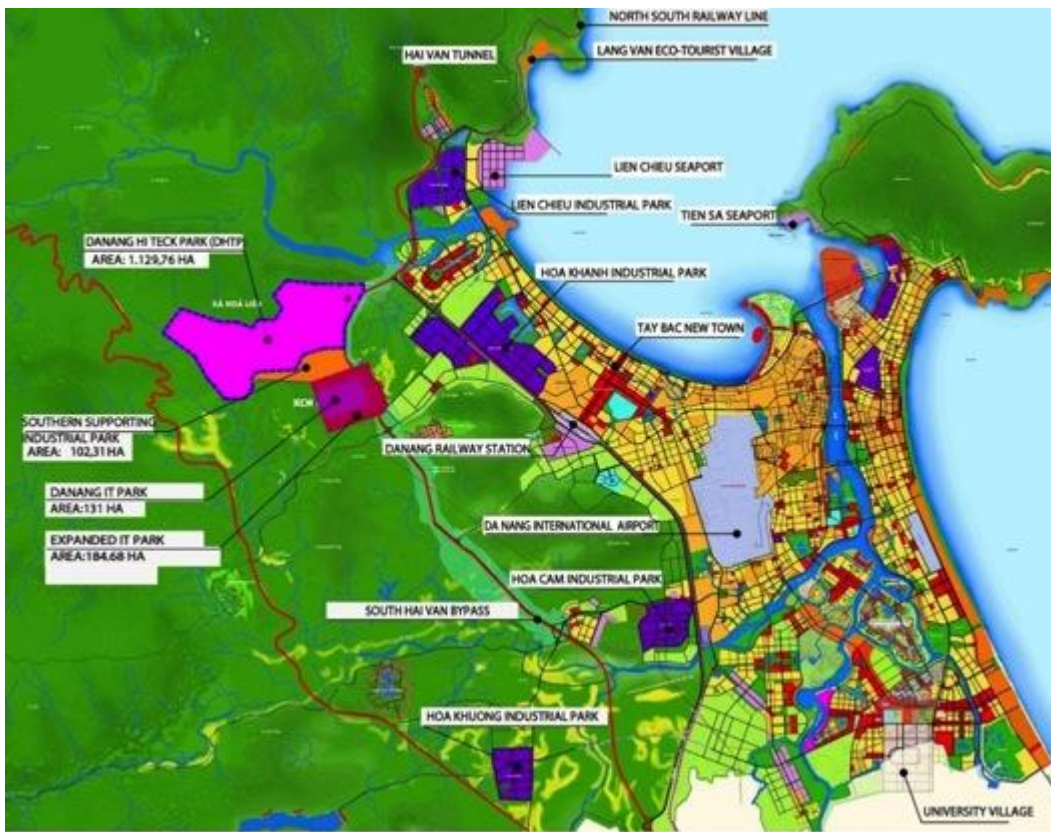 NORTH SOUTH RAILWAY LINE
HAI VAN TUNNEL
LANG VAN ECO-TOURIST VILLAGE
LIEN CHIEU SEAPORT
LIEN CHIEU INDUSTRIAL PARK
TIEN SA SEAPORT
DANANG HI TECK PARK (DHTP
AREA: 1.129,76 HA
HOA KHANH INDUSTRIAL PARK
TAY BAC NEW TOWN
KCN
SOUTHERN SUPPORTING
INDUSTRIAL PARK
AREA: 102,31 HA
DANANG RAILWAY STATION
DANANG IT PARK
AREA:131 HA
DA NANG INTERNATIONAL AIRPORT
EXPANDED IT PARK
AREA:184.68 HA
HOA CAM INDUSTRIAL PARK
SOUTH HAI VAN BYPASS
HOA KHUONG INDUSTRIAL PARK
UNIVERSITY VILLAGE